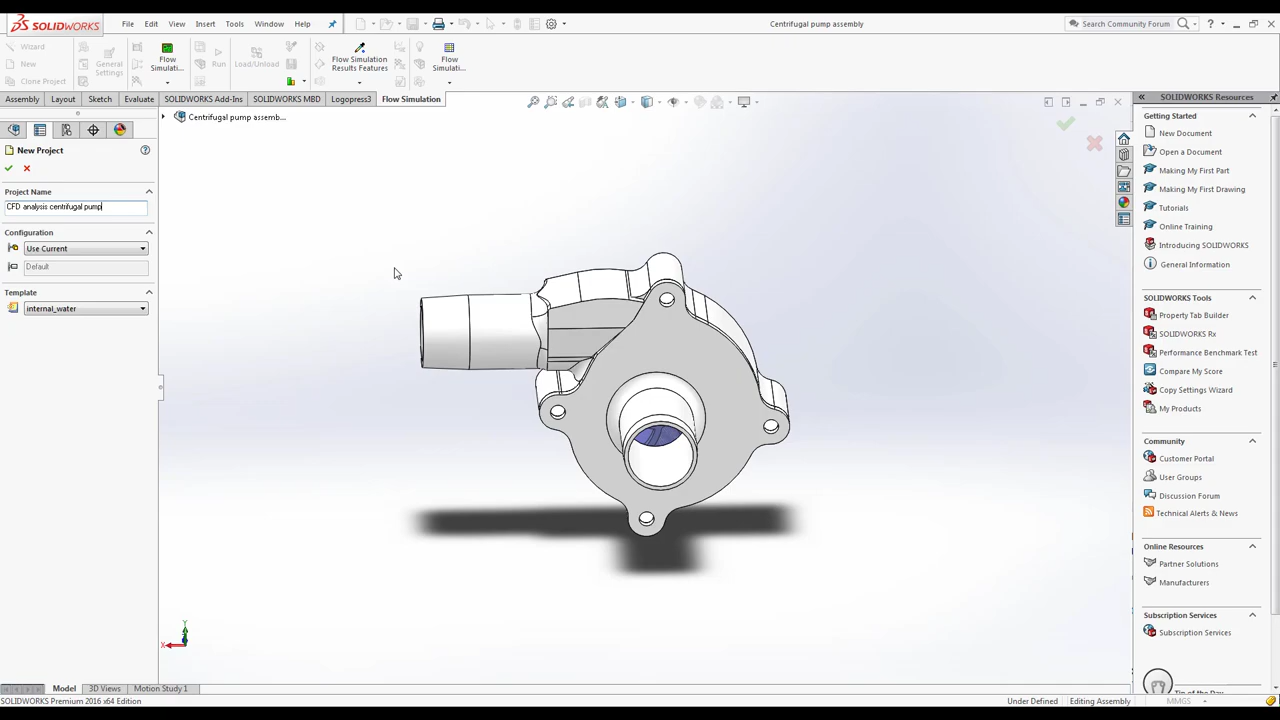 SOLIDWORKS
File
Edit
View
Insert
Tools
Window
Help
Centrifugal pump assembly
Search Community Forum
Wizard
New
Clone Project
General Settings
Flow Simulati...
Run
Load/Unload
Flow Simulation Results Features
Flow Simulati...
Assembly
Layout
Sketch
Evaluate
SOLIDWORKS Add-Ins
SOLIDWORKS MBD
Logopress3
Flow Simulation
New Project
Project Name
CFD analysis centrifugal pump
Configuration
Use Current
Default
Template
internal_water
Centrifugal pump assemb...
Y
X
SOLIDWORKS Resources
Getting Started
New Document
Open a Document
Making My First Part
Making My First Drawing
Tutorials
Online Training
Introducing SOLIDWORKS
General Information
SOLIDWORKS Tools
Property Tab Builder
SOLIDWORKS Rx
Performance Benchmark Test
Compare My Score
Copy Settings Wizard
My Products
Community
Customer Portal
User Groups
Discussion Forum
Technical Alerts & News
Online Resources
Partner Solutions
Manufacturers
Subscription Services
Subscription Services
Tip of the Day
Model
3D Views
Motion Study 1
SOLIDWORKS Premium 2016 x64 Edition
Under Defined
Editing Assembly
MMGS